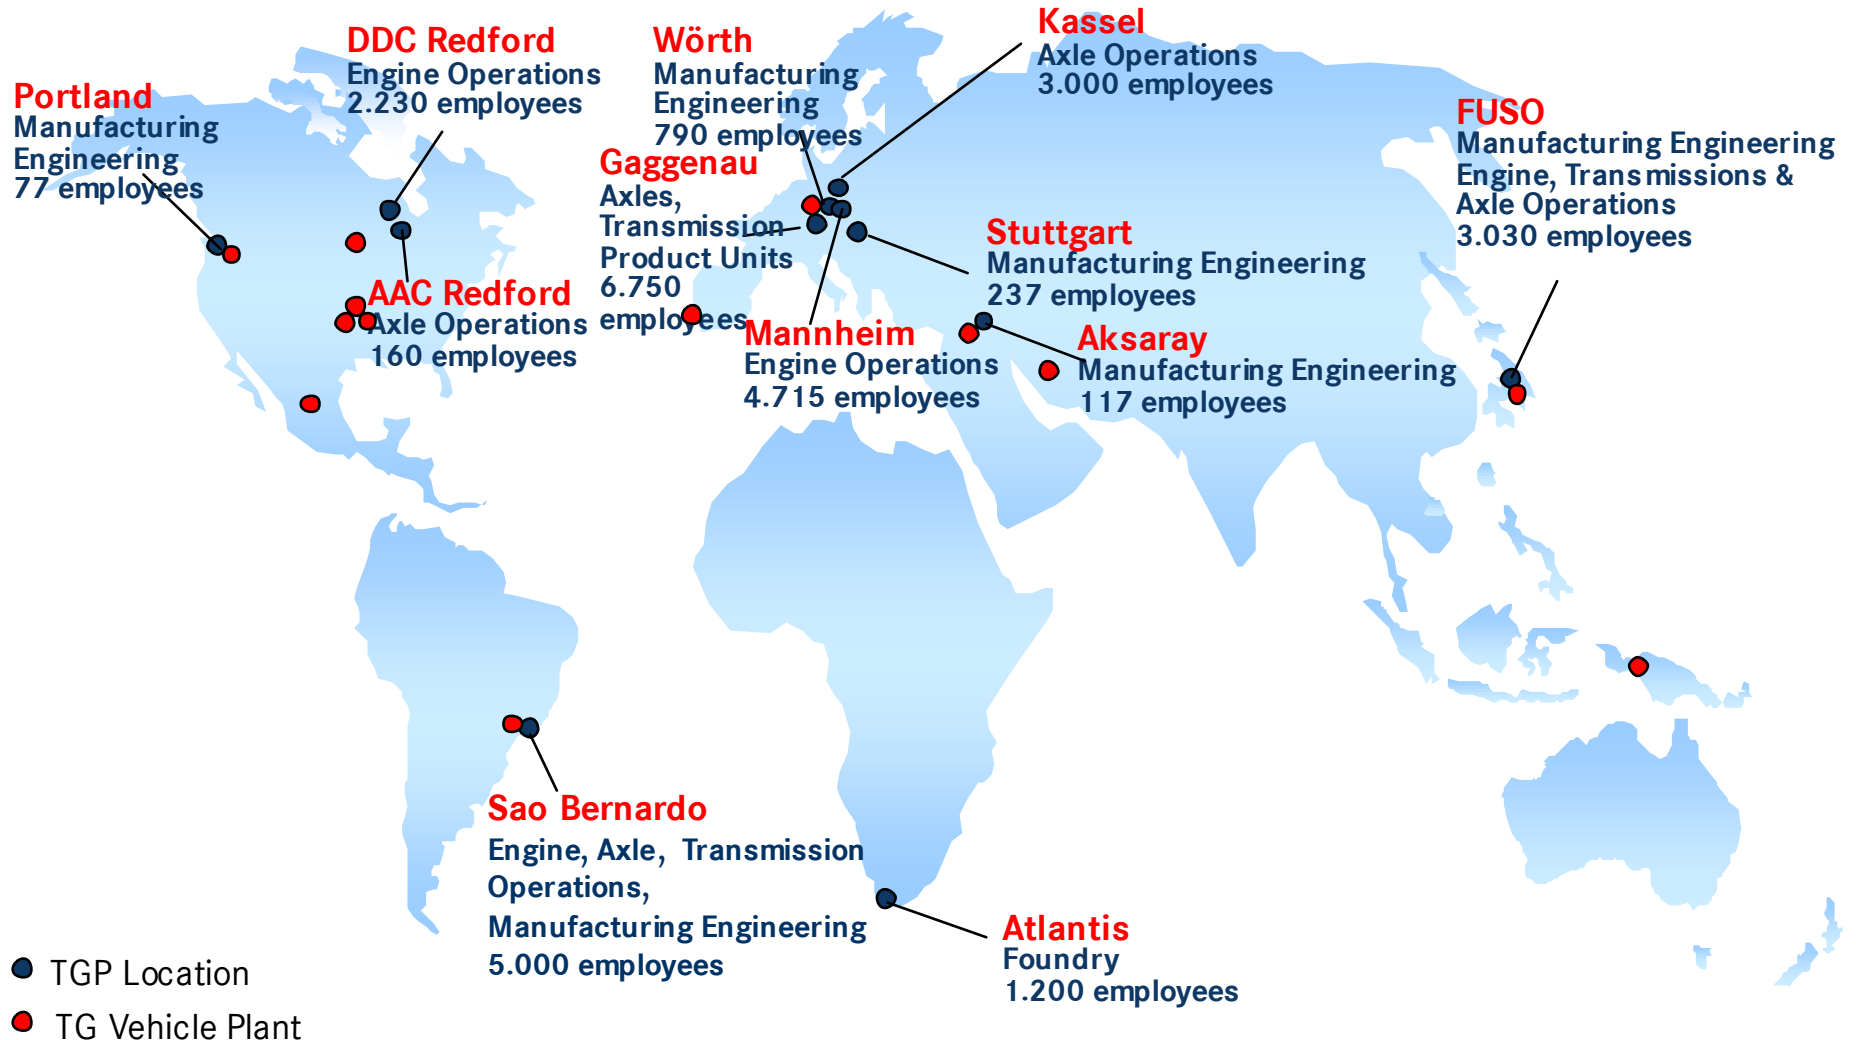 Portland
Manufacturing
Engineering
77 employees
DDC Redford
Engine Operations
2.230 employees
AAC Redford
Axle Operations
160 employees
Wörth
Manufacturing
Engineering
790 employees
Gaggenau
Axles,
Transmission
Product Units
6.750
employees
Mannheim
Engine Operations
4.715 employees
Kassel
Axle Operations
3.000 employees
Stuttgart
Manufacturing Engineering
237 employees
Aksaray
Manufacturing Engineering
117 employees
FUSO
Manufacturing Engineering
Engine, Transmissions &
Axle Operations
3.030 employees
Sao Bernardo
Engine, Axle, Transmission
Operations,
Manufacturing Engineering
5.000 employees
Atlantis
Foundry
1.200 employees
TGP Location
TG Vehicle Plant